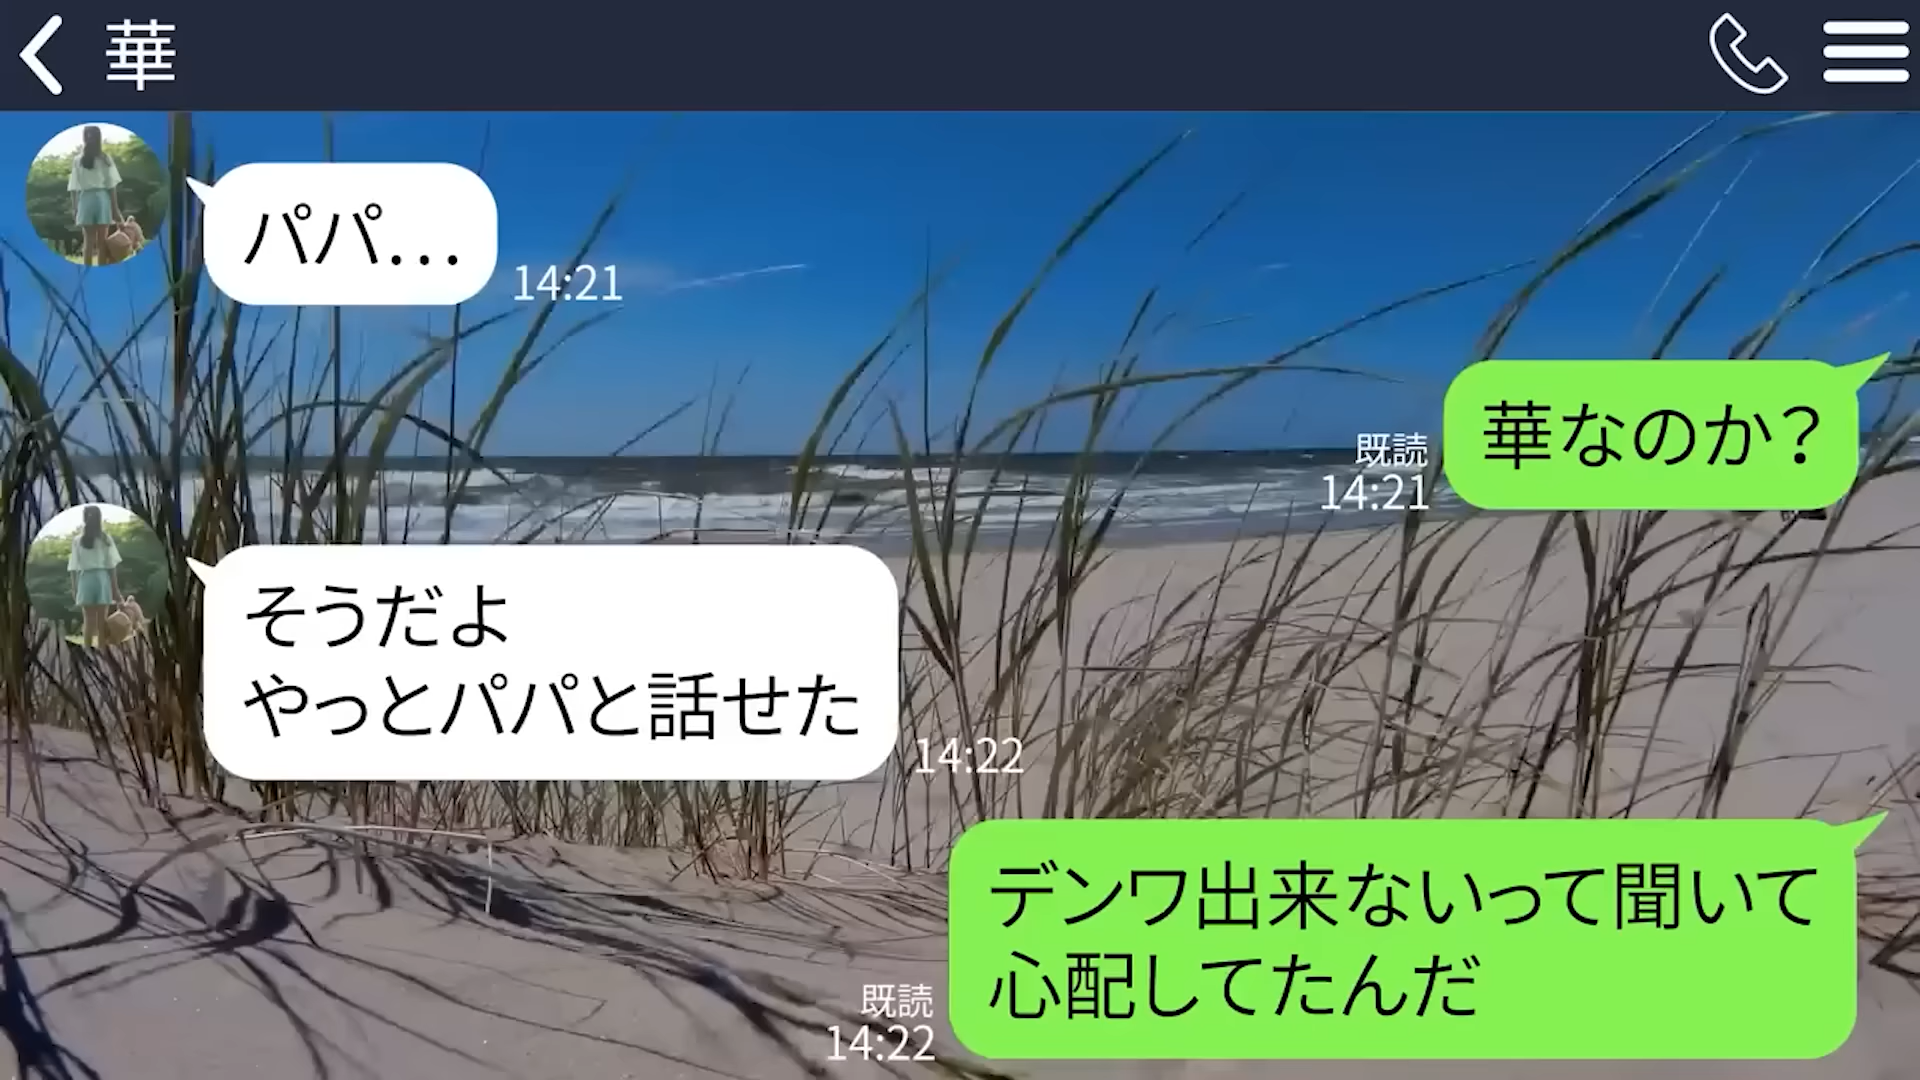 華
パパ…
14:21
華なのか？
既読
14:21
そうだよ
やっとパパと話せた
14:22
デンワ出来ないって聞いて
心配してたんだ
既読
14:22